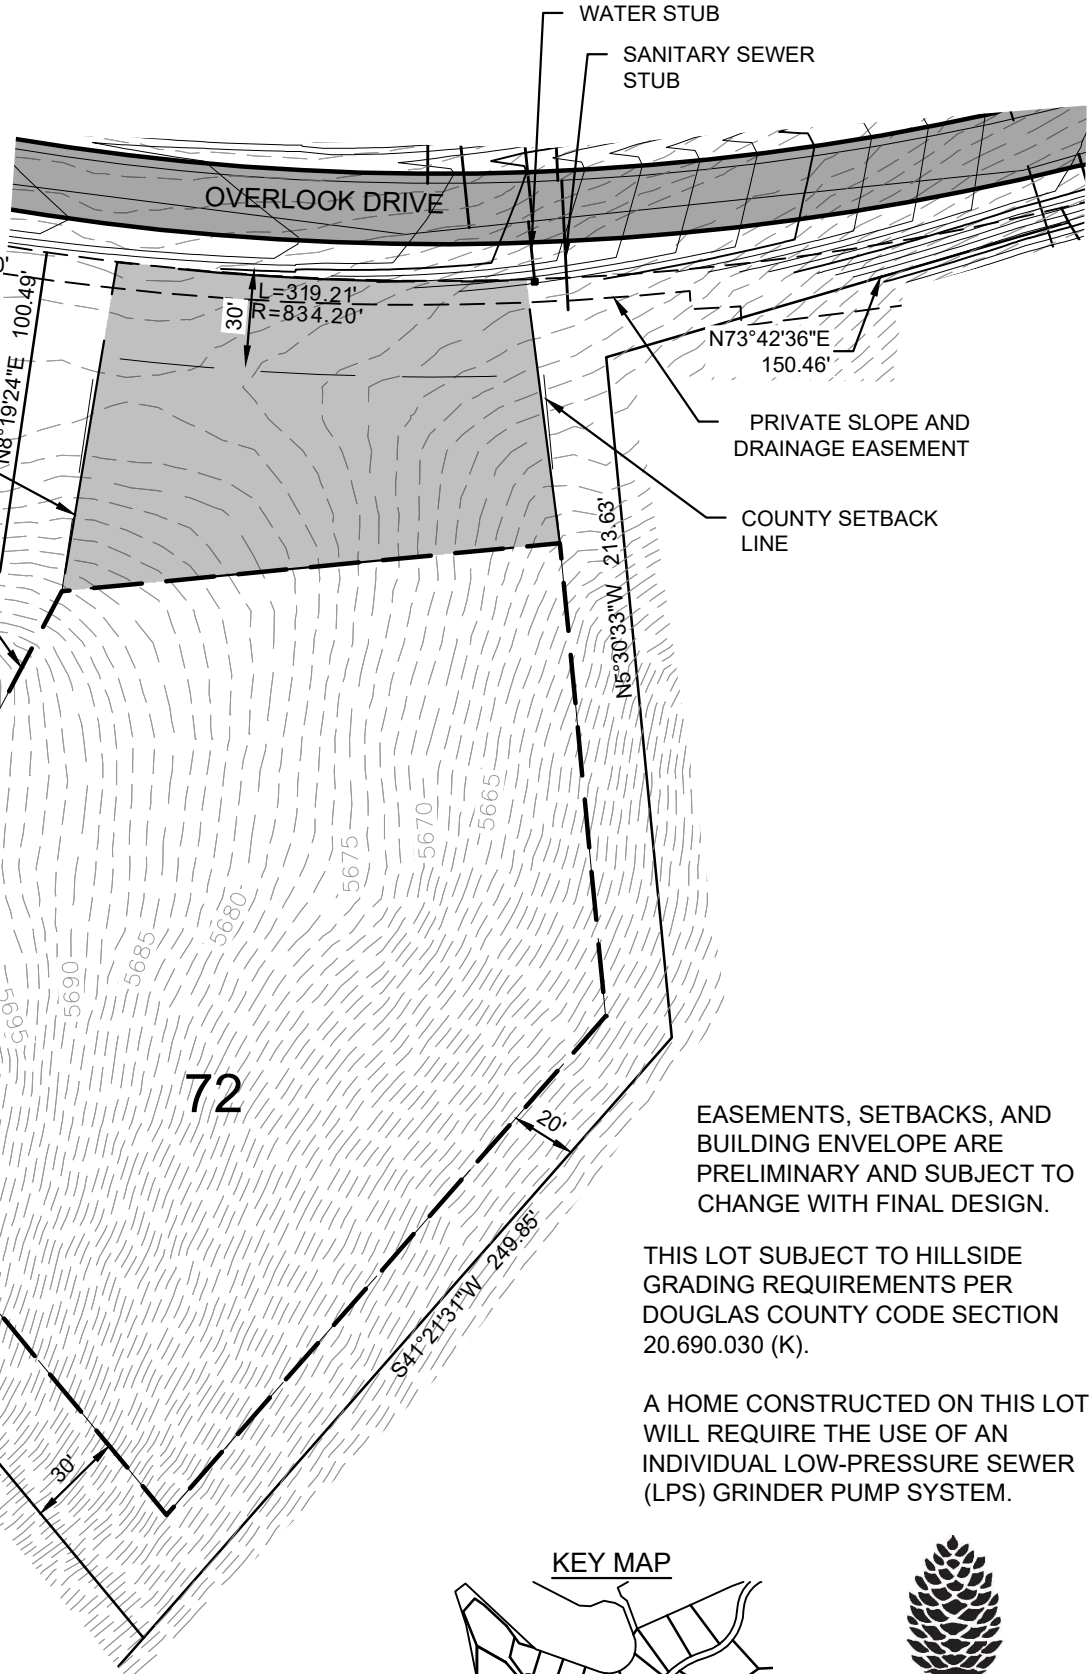 WATER STUB
SANITARY SEWER
STUB
OVERLOOK DRIVE
L=319.21'
R=834.20'
30'
N8°19'24"E 100.49'
N73°42'36"E
150.46'
PRIVATE SLOPE AND
DRAINAGE EASEMENT
COUNTY SETBACK
LINE
N5°30'33"W 213.63'
5665
5670
5675
5680
5685
5690
5695
72
20'
S41°21'31"W 249.85'
30'
EASEMENTS, SETBACKS, AND
BUILDING ENVELOPE ARE
PRELIMINARY AND SUBJECT TO
CHANGE WITH FINAL DESIGN.
THIS LOT SUBJECT TO HILLSIDE
GRADING REQUIREMENTS PER
DOUGLAS COUNTY CODE SECTION
20.690.030 (K).
A HOME CONSTRUCTED ON THIS LOT
WILL REQUIRE THE USE OF AN
INDIVIDUAL LOW-PRESSURE SEWER
(LPS) GRINDER PUMP SYSTEM.
KEY MAP